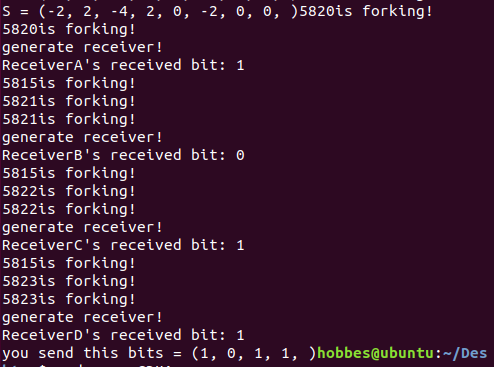 S = (-2, 2, -4, 2, 0, -2, 0, 0, )5820is forking!
5820is forking!
generate receiver!
ReceiverA's received bit: 1
5815is forking!
5821is forking!
5821is forking!
generate receiver!
ReceiverB's received bit: 0
5815is forking!
5822is forking!
5822is forking!
generate receiver!
ReceiverC's received bit: 1
5815is forking!
5823is forking!
5823is forking!
generate receiver!
ReceiverD's received bit: 1
you send this bits = (1, 0, 1, 1, )hobbes@ubuntu:~/Des